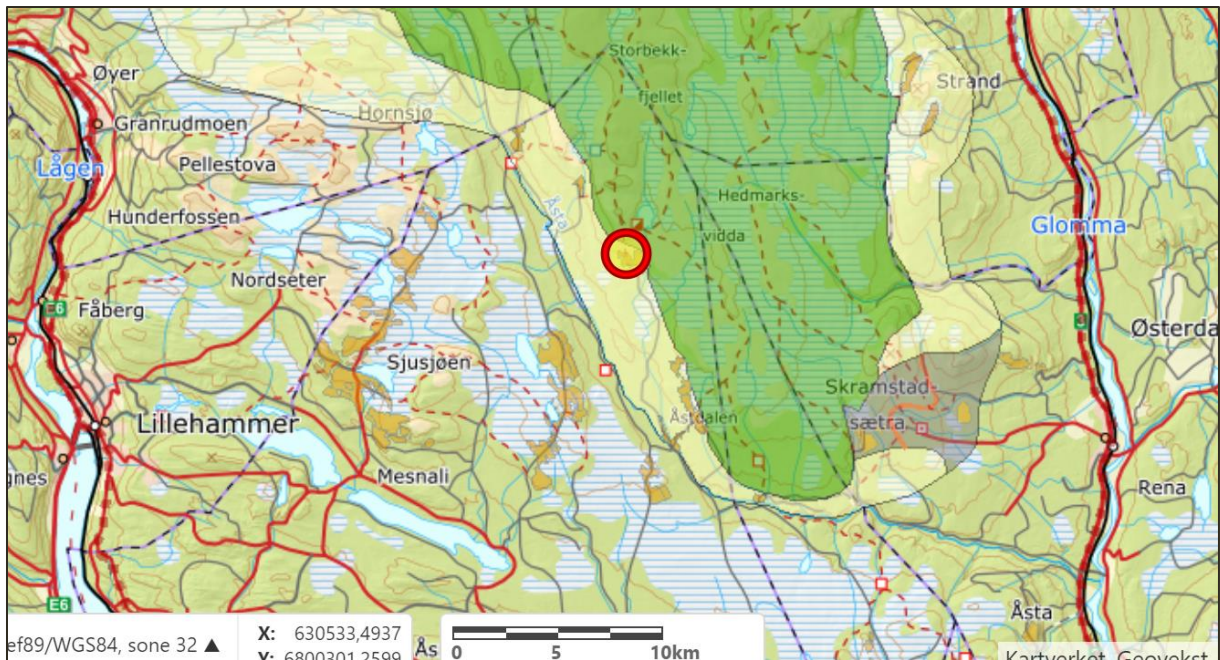 Øyer
Storbekk-
fjellet
Strand
Hornsjø
Granrudmoen
Pellestova
Lågen
Hunderfossen
Åsta
Hedmarks-
vidda
Glomma
Nordseter
E6
Fåberg
3
Østerda
Sjusjøen
Skramstad-
sætra
Åstdalen
Lillehammer
gnes
Mesnali
Rena
E6
Åsta
ef89/WGS84, sone 32 ▲
X: 630533,4937
Y: 6800301,2599
Ås
0 5 10km
Kartverket, Geovekst